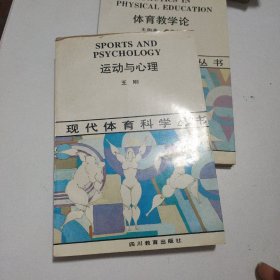 PHYSICAL EDUCATION
体育教学论
丛书
SPORTS AND
PSYCHOLOGY
运动与心理
王刚
现代体育科学丛书
四川教育出版社